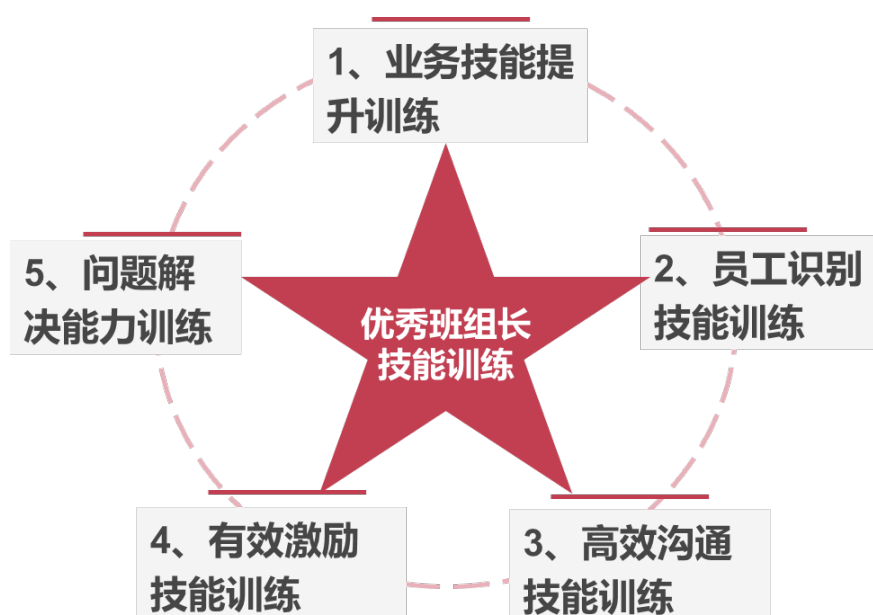 1、业务技能提
升训练
2、员工识别
技能训练
3、高效沟通
技能训练
4、有效激励
技能训练
5、问题解
决能力训练
优秀班组长
技能训练